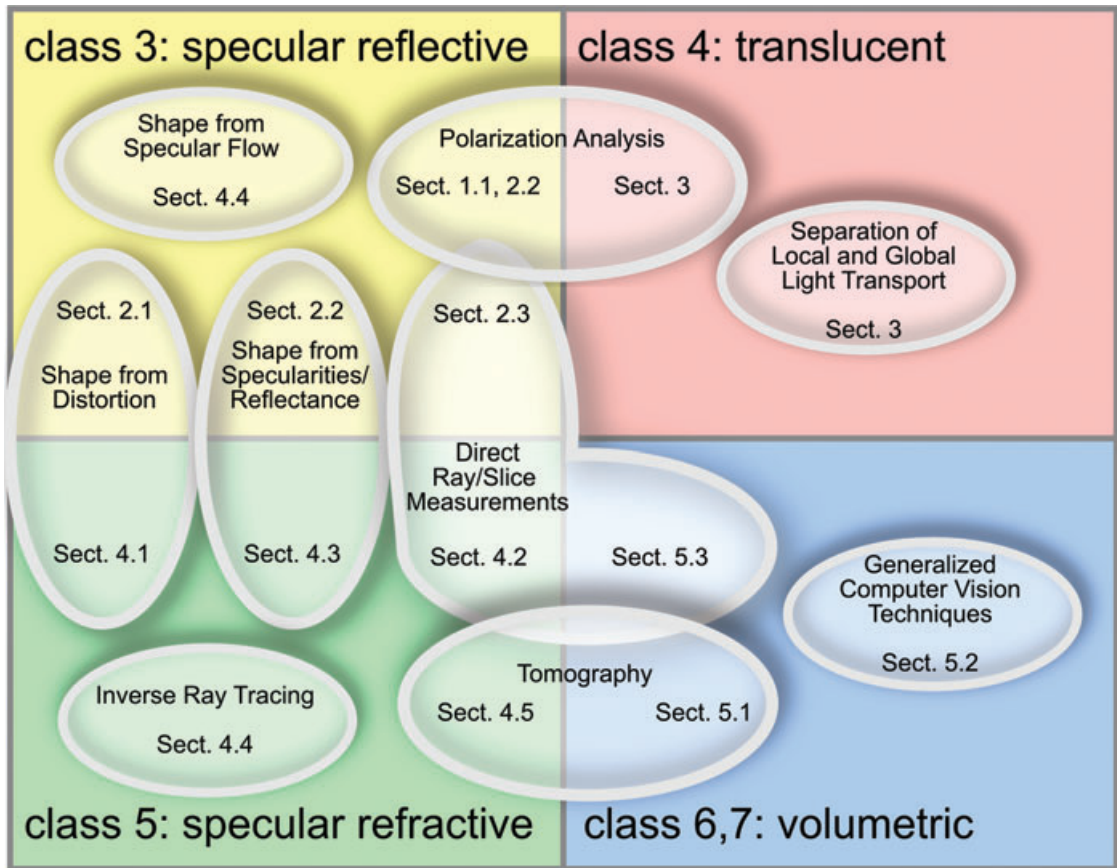 class 3: specular reflective
class 4: translucent
Shape from
Specular Flow
Sect. 4.4
Polarization Analysis
Sect. 1.1, 2.2
Sect. 3
Separation of
Local and Global
Light Transport
Sect. 3
Sect. 2.1
Shape from
Distortion
Sect. 4.1
Sect. 2.2
Shape from
Specularities/
Reflectance
Sect. 4.3
Sect. 2.3
Direct
Ray/Slice
Measurements
Sect. 4.2
Sect. 5.3
Generalized
Computer Vision
Techniques
Sect. 5.2
Inverse Ray Tracing
Sect. 4.4
Tomography
Sect. 4.5
Sect. 5.1
class 5: specular refractive
class 6,7: volumetric